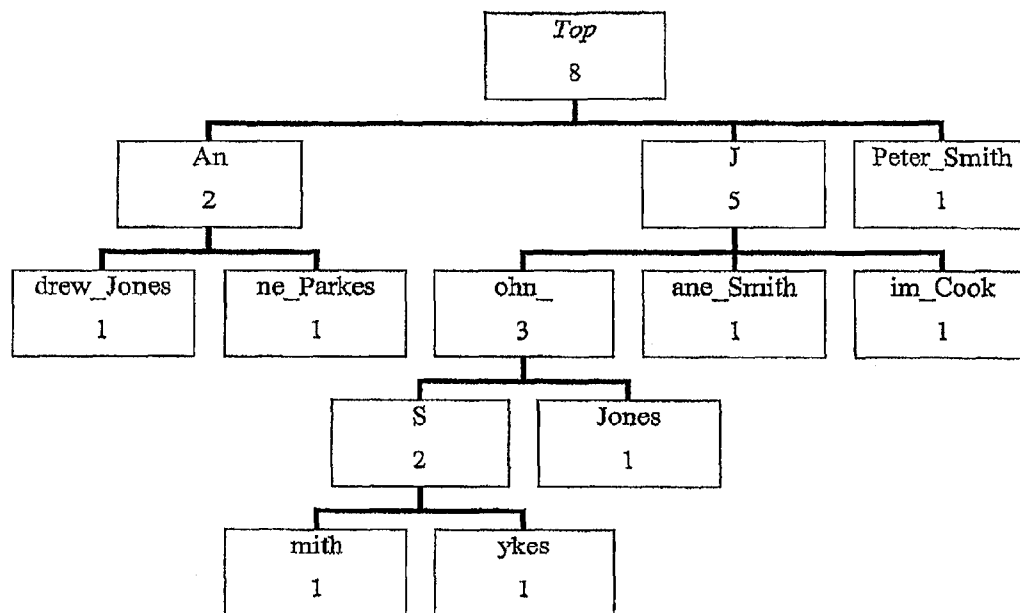 Top
8
An
2
J
5
Peter_Smith
1
drew_Jones
1
ne_Parkes
1
ohn_
3
ane_Smith
1
im_Cook
1
S
2
Jones
1
mith
1
ykes
1